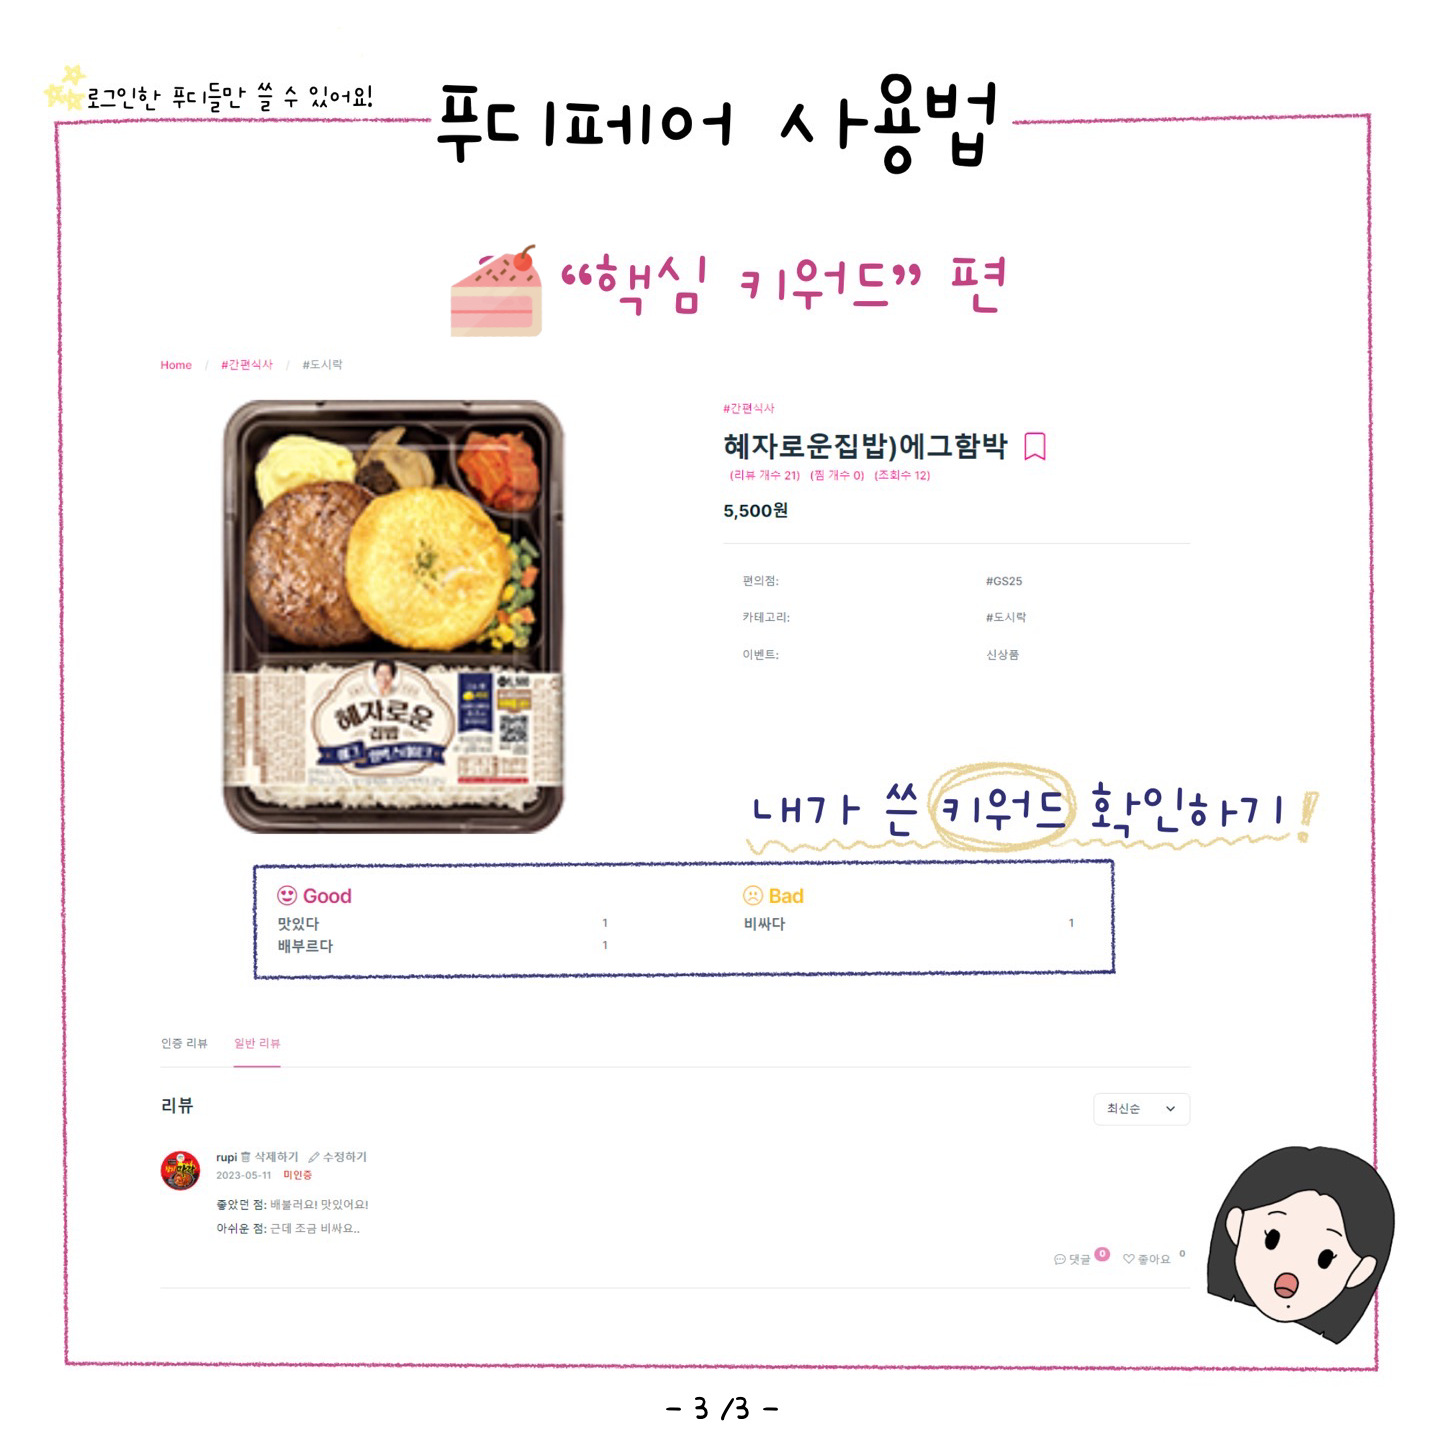 로그인한 푸디들만 쓸 수 있어요!
푸디페어 사용법
“핵심 키워드” 편
Home / #간편식사 / #도시락
#간편식사
혜자로운집밥)에그함박
(리뷰 개수 21) (찜 개수 0) (조회수 12)
5,500원
편의점: #GS25
카테고리: #도시락
이벤트: 신상품
혜자로운
집밥
내가 쓴 키워드 확인하기!
Good
맛있다 1
배부르다 1
Bad
비싸다 1
인증 리뷰 일반 리뷰
리뷰
최신순
rupi 삭제하기 수정하기
2023-05-11 미인증
좋았던 점: 배불러요! 맛있어요!
아쉬운 점: 근데 조금 비싸요..
댓글 0 좋아요 0
- 3 /3 -